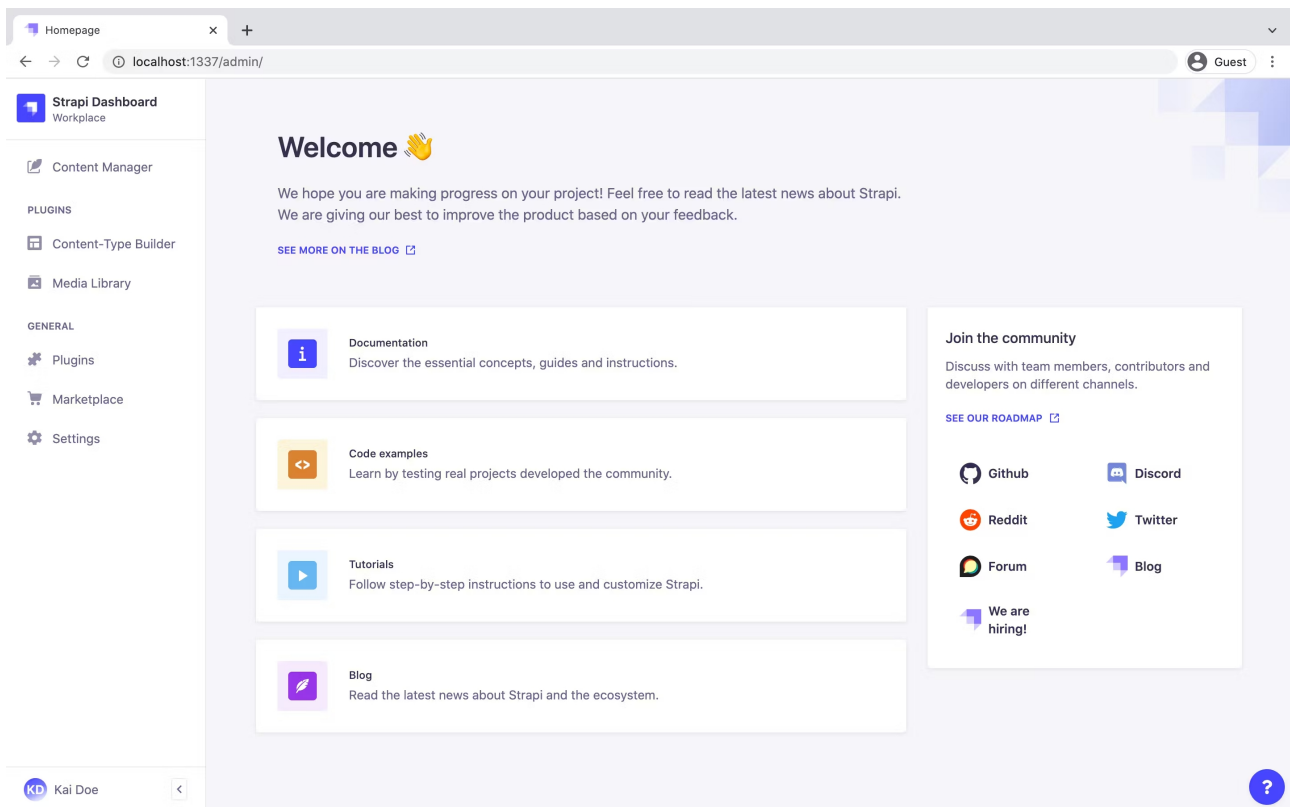 Homepage
localhost:1337/admin/
Guest
Strapi Dashboard
Workplace
Content Manager
PLUGINS
Content-Type Builder
Media Library
GENERAL
Plugins
Marketplace
Settings
KD Kai Doe
Welcome 👋
We hope you are making progress on your project! Feel free to read the latest news about Strapi.
We are giving our best to improve the product based on your feedback.
SEE MORE ON THE BLOG
i
Documentation
Discover the essential concepts, guides and instructions.
<>
Code examples
Learn by testing real projects developed the community.
Tutorials
Follow step-by-step instructions to use and customize Strapi.
Blog
Read the latest news about Strapi and the ecosystem.
Join the community
Discuss with team members, contributors and
developers on different channels.
SEE OUR ROADMAP
Github
Discord
Reddit
Twitter
Forum
Blog
We are
hiring!
?